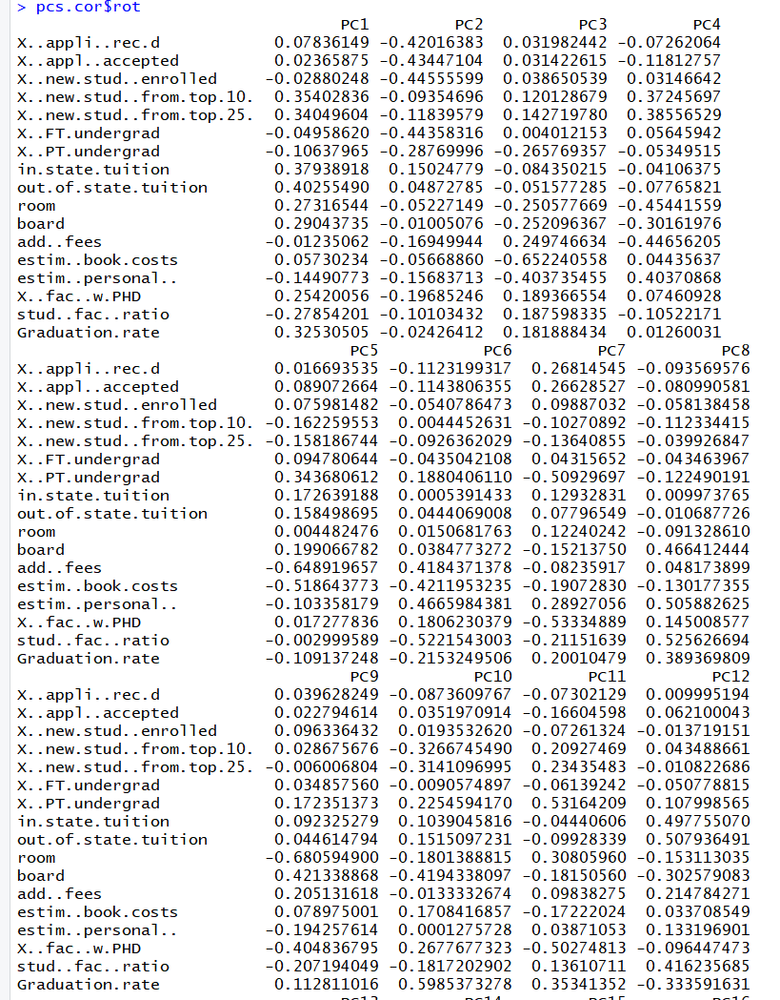 > pcs.cor$rot
PC1 PC2 PC3 PC4
X..appli..rec.d 0.07836149 -0.42016383 0.031982442 -0.07262064
X..appl..accepted 0.02365875 -0.43447104 0.031422615 -0.11812757
X..new.stud..enrolled -0.02880248 -0.44555599 0.038650539 0.03146642
X..new.stud..from.top.10. 0.35402836 -0.09354696 0.120128679 0.37245697
X..new.stud..from.top.25. 0.34049604 -0.11839579 0.142719780 0.38556529
X..FT.undergrad -0.04958620 -0.44358316 0.004012153 0.05645942
X..PT.undergrad -0.10637965 -0.28769996 -0.265769357 -0.05349515
in.state.tuition 0.37938918 0.15024779 -0.084350215 -0.04106375
out.of.state.tuition 0.40255490 0.04872785 -0.051577285 -0.07765821
room 0.27316544 -0.05227149 -0.250577669 -0.45441559
board 0.29043735 -0.01005076 -0.252096367 -0.30161976
add..fees -0.01235062 -0.16949944 0.249746634 -0.44656205
estim..book.costs 0.05730234 -0.05668860 -0.652240558 0.04435637
estim..personal.. -0.14490773 -0.15683713 -0.403735455 0.40370868
X..fac..w.PHD 0.25420056 -0.19685246 0.189366554 0.07460928
stud..fac..ratio -0.27854201 -0.10103432 0.187598335 -0.10522171
Graduation.rate 0.32530505 -0.02426412 0.181888434 0.01260031
PC5 PC6 PC7 PC8
X..appli..rec.d 0.016693535 -0.1123199317 0.26814545 -0.093569576
X..appl..accepted 0.089072664 -0.1143806355 0.26628527 -0.080990581
X..new.stud..enrolled 0.075981482 -0.0540786473 0.09887032 -0.058138458
X..new.stud..from.top.10. -0.162259553 0.0044452631 -0.10270892 -0.112334415
X..new.stud..from.top.25. -0.158186744 -0.0926362029 -0.13640855 -0.039926847
X..FT.undergrad 0.094780644 -0.0435042108 0.04315652 -0.043463967
X..PT.undergrad 0.343680612 0.1880406110 -0.50929697 -0.122490191
in.state.tuition 0.172639188 0.0005391433 0.12932831 0.009973765
out.of.state.tuition 0.158498695 0.0444069008 0.07796549 -0.010687726
room 0.004482476 0.0150681763 0.12240242 -0.091328610
board 0.199066782 0.0384773272 -0.15213750 0.466412444
add..fees -0.648919657 0.4184371378 -0.08235917 0.048173899
estim..book.costs -0.518643773 -0.4211953235 -0.19072830 -0.130177355
estim..personal.. -0.103358179 0.4665984381 0.28927056 0.505882625
X..fac..w.PHD 0.017277836 0.1806230379 -0.53334889 0.145008577
stud..fac..ratio -0.002999589 -0.5221543003 -0.21151639 0.525626694
Graduation.rate -0.109137248 -0.2153249506 0.20010479 0.389369809
PC9 PC10 PC11 PC12
X..appli..rec.d 0.039628249 -0.0873609767 -0.07302129 0.009995194
X..appl..accepted 0.022794614 0.0351970914 -0.16604598 0.062100043
X..new.stud..enrolled 0.096336432 0.0193532620 -0.07261324 -0.013719151
X..new.stud..from.top.10. 0.028675676 -0.3266745490 0.20927469 0.043488661
X..new.stud..from.top.25. -0.006006804 -0.3141096995 0.23435483 -0.010822686
X..FT.undergrad 0.034857560 -0.0090574897 -0.06139242 -0.050778815
X..PT.undergrad 0.172351373 0.2254594170 0.53164209 0.107998565
in.state.tuition 0.092325279 0.1039045816 -0.04440606 0.497755070
out.of.state.tuition 0.044614794 0.1515097231 -0.09928339 0.507936491
room -0.680594900 -0.1801388815 0.30805960 -0.153113035
board 0.421338868 -0.4194338097 -0.18150560 -0.302579083
add..fees 0.205131618 -0.0133332674 0.09838275 0.214784271
estim..book.costs 0.078975001 0.1708416857 -0.17222024 0.033708549
estim..personal.. -0.194257614 0.0001275728 0.03871053 0.133196901
X..fac..w.PHD -0.404836795 0.2677677323 -0.50274813 -0.096447473
stud..fac..ratio -0.207194049 -0.1817202902 0.13610711 0.416235685
Graduation.rate 0.112811016 0.5985373278 0.35341352 -0.333591631